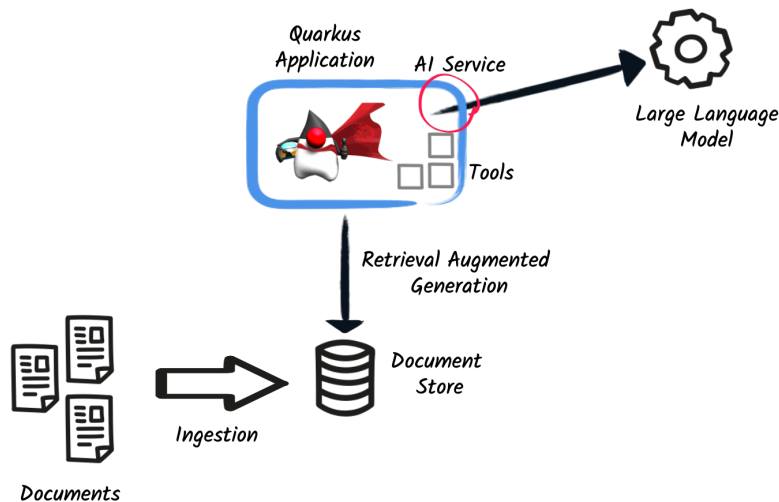 Quarkus
Application
AI Service
Large Language
Model
Tools
Retrieval Augmented
Generation
Document
Store
Ingestion
Documents